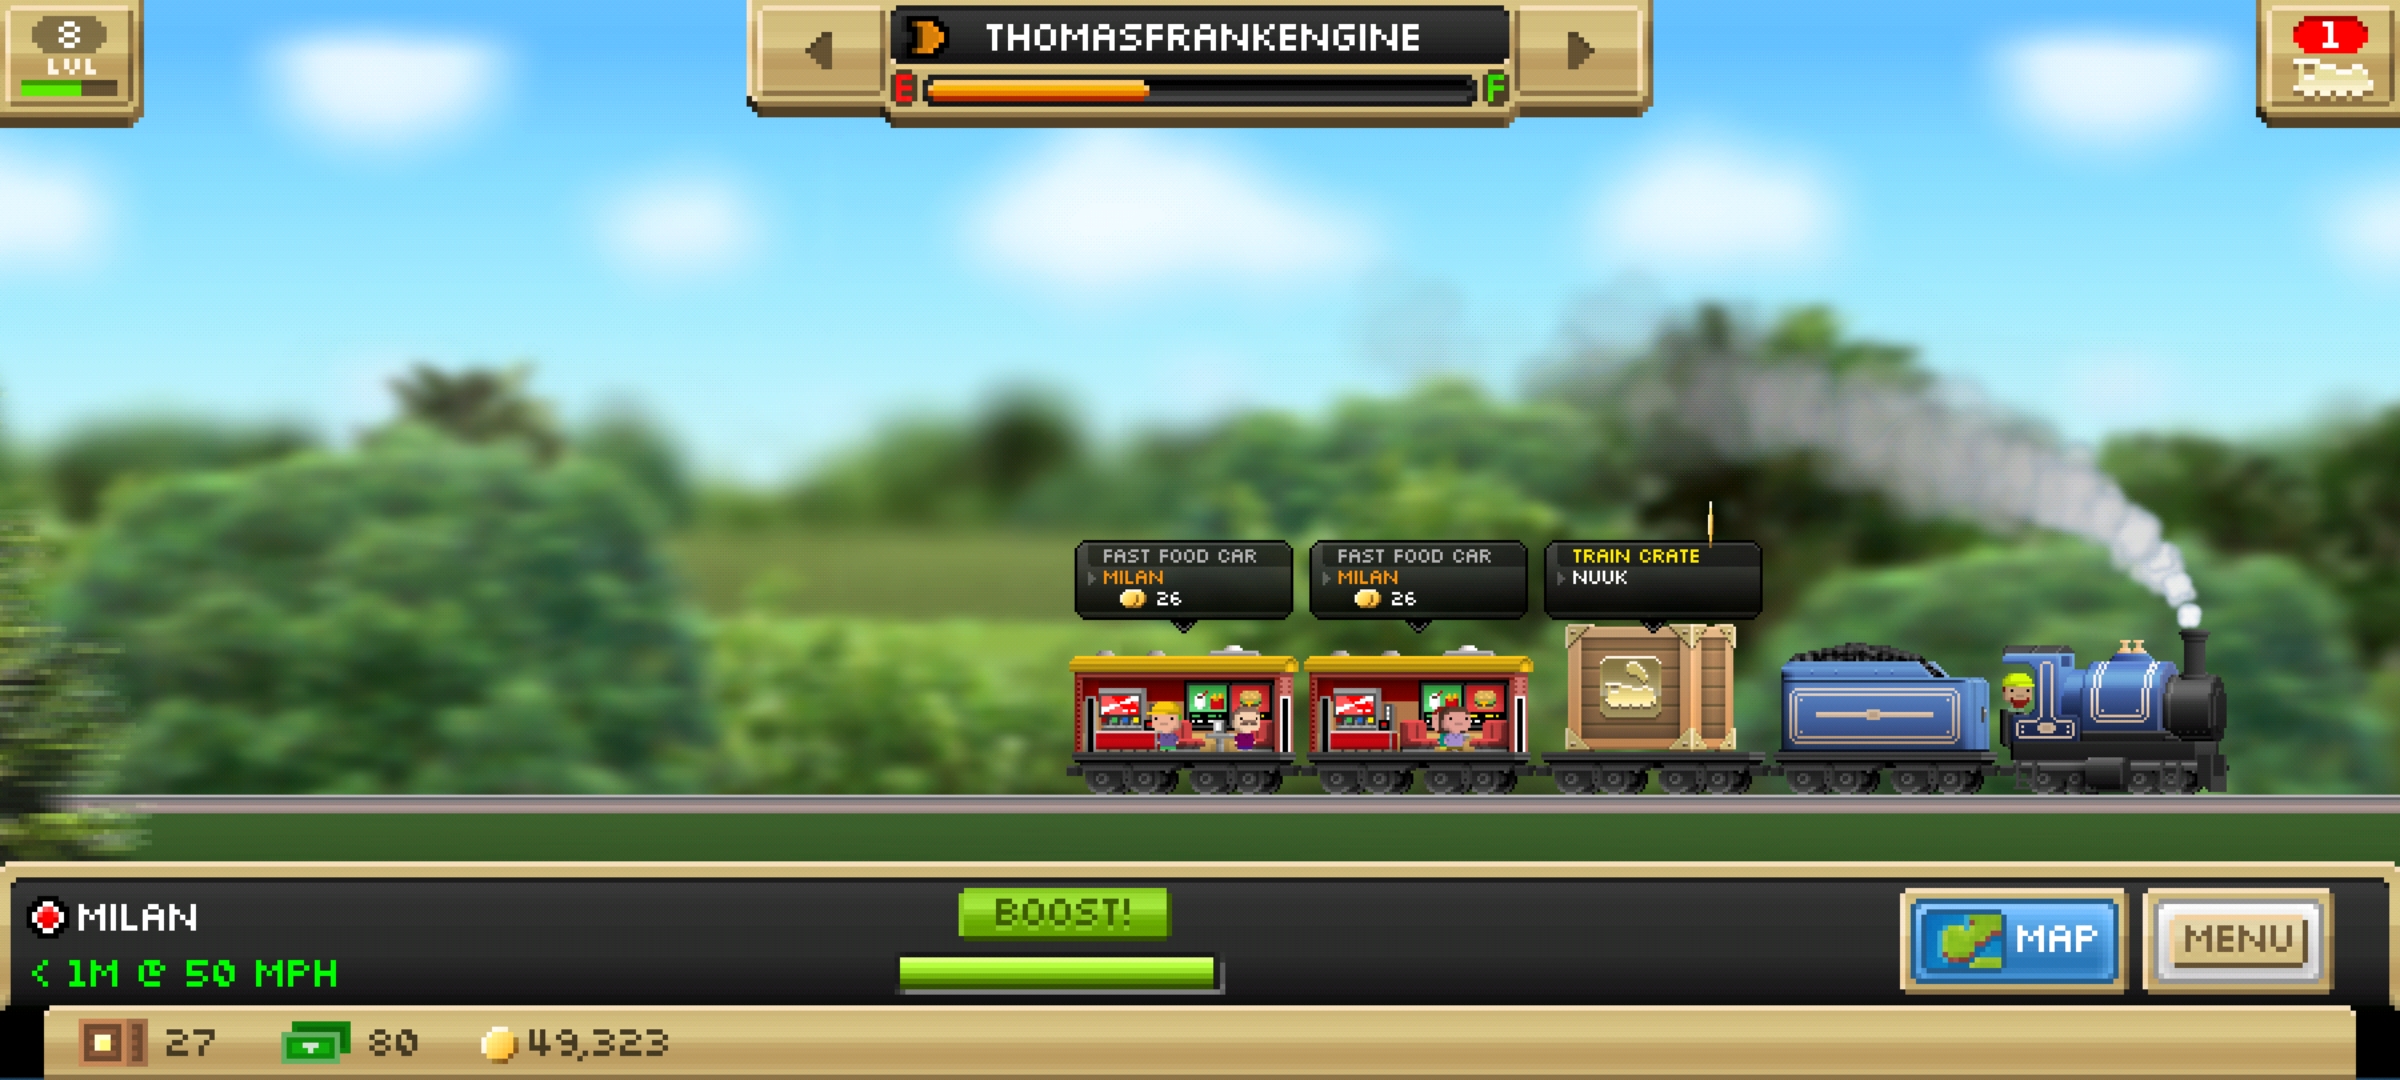 8
LVL
THOMASFRANKENGINE
E F
1
FAST FOOD CAR
MILAN
26
FAST FOOD CAR
MILAN
26
TRAIN CRATE
NUUK
MILAN
< 1M @ 50 MPH
BOOST!
MAP
MENU
27
80
49,323